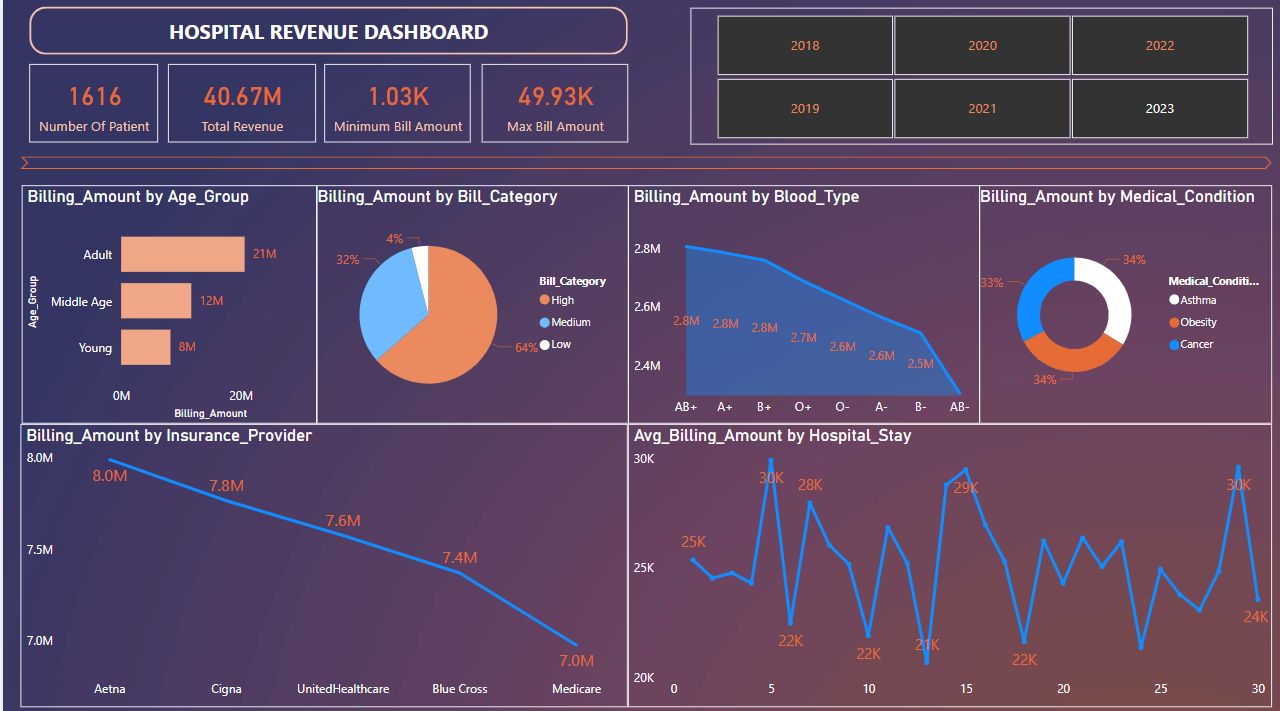 HOSPITAL REVENUE DASHBOARD
1616
Number Of Patient
40.67M
Total Revenue
1.03K
Minimum Bill Amount
49.93K
Max Bill Amount
2018
2020
2022
2019
2021
2023
Billing_Amount by Age_Group
Age_Group
Adult
21M
Middle Age
12M
Young
8M
0M
20M
Billing_Amount
Billing_Amount by Bill_Category
4%
32%
64%
Bill_Category
High
Medium
Low
Billing_Amount by Blood_Type
2.8M
2.6M
2.4M
2.8M
2.8M
2.8M
2.7M
2.6M
2.6M
2.5M
AB+
A+
B+
O+
O-
A-
B-
AB-
Billing_Amount by Medical_Condition
34%
33%
34%
Medical_Conditi...
Asthma
Obesity
Cancer
Billing_Amount by Insurance_Provider
8.0M
7.5M
7.0M
8.0M
7.8M
7.6M
7.4M
7.0M
Aetna
Cigna
UnitedHealthcare
Blue Cross
Medicare
Avg_Billing_Amount by Hospital_Stay
30K
25K
20K
25K
30K
22K
28K
22K
21K
29K
22K
30K
24K
0
5
10
15
20
25
30